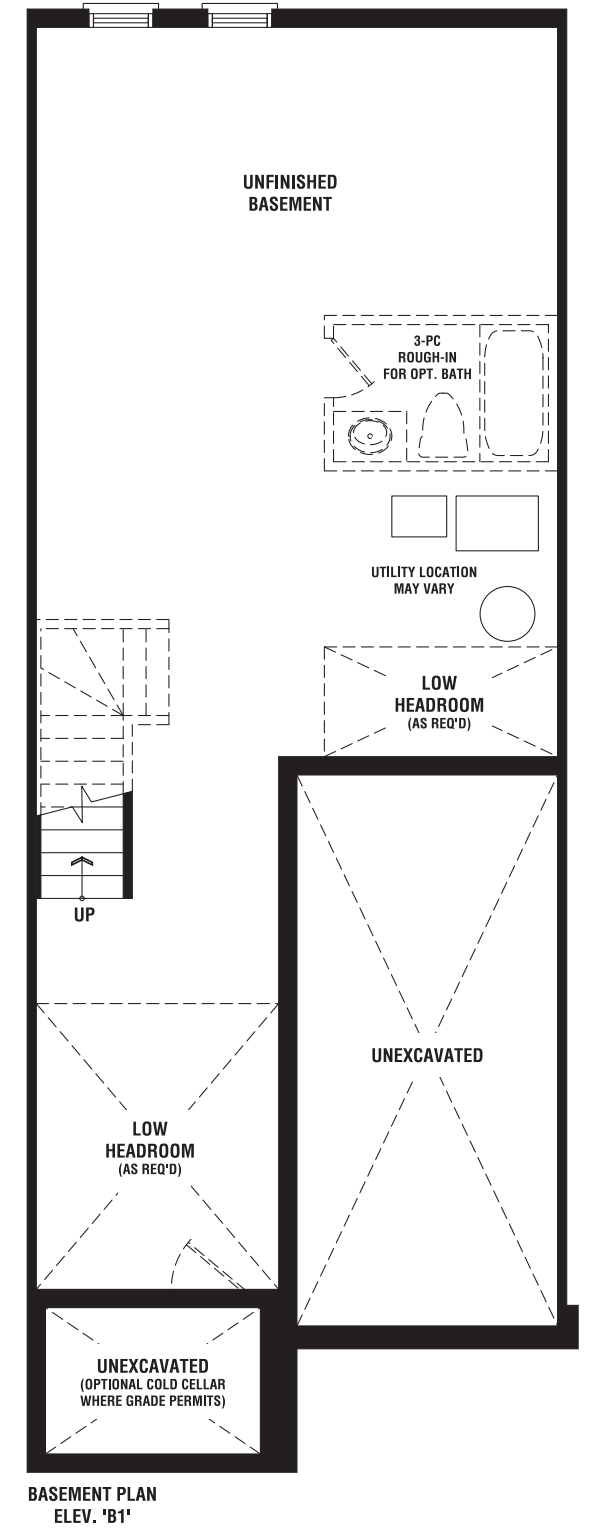 UNFINISHED
BASEMENT
3-PC
ROUGH-IN
FOR OPT. BATH
UTILITY LOCATION
MAY VARY
LOW
HEADROOM
(AS REQ'D)
UP
UNEXCAVATED
LOW
HEADROOM
(AS REQ'D)
UNEXCAVATED
(OPTIONAL COLD CELLAR
WHERE GRADE PERMITS)
BASEMENT PLAN
ELEV. 'B1'